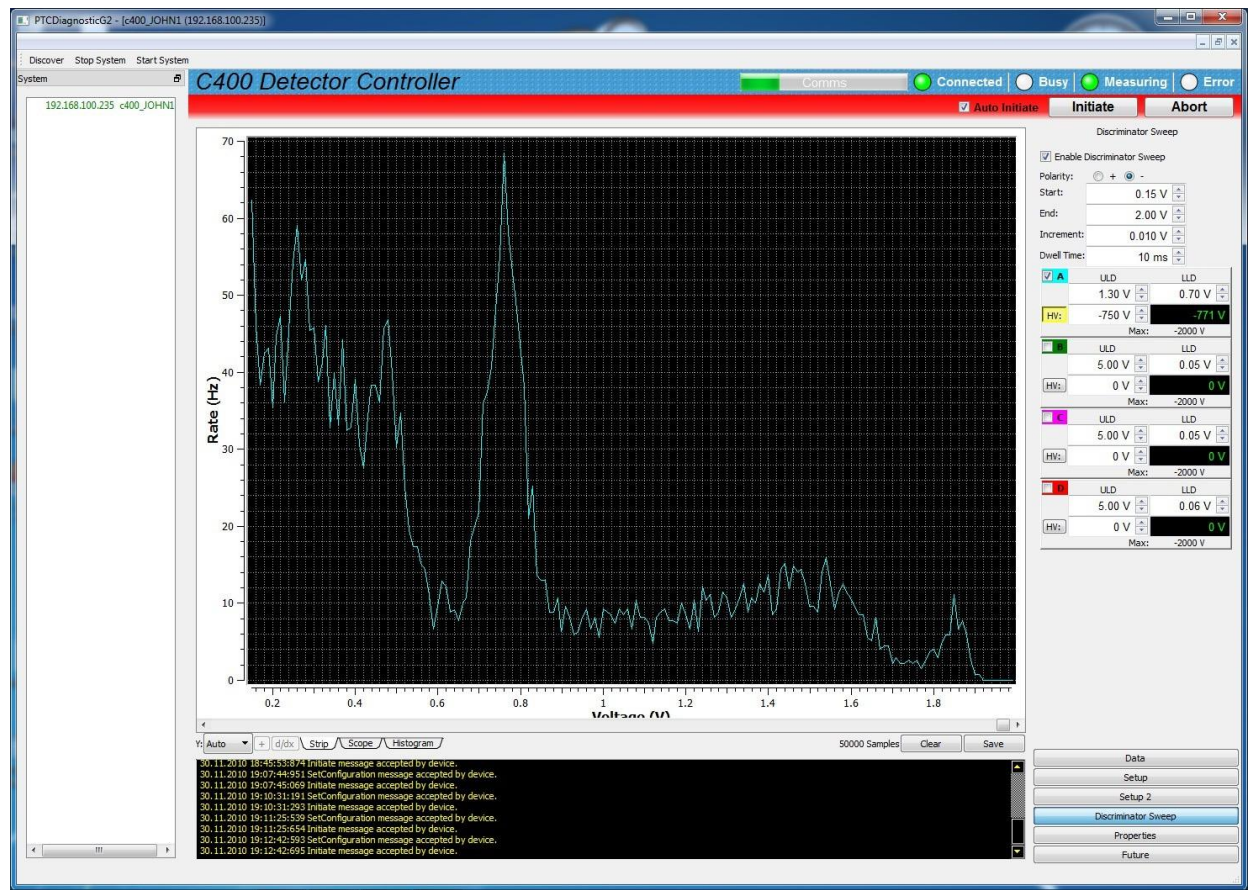 PTCDiagnosticG2 - [c400_JOHN1 (192.168.100.235)]
Discover Stop System Start System
System
192.168.100.235 c400_JOHN1
C400 Detector Controller
Comms
Connected
Busy
Measuring
Error
Auto Initiate
Initiate
Abort
70
60
50
40
30
20
10
0
Rate (Hz)
0.2 0.4 0.6 0.8 1 1.2 1.4 1.6 1.8
Voltage (V)
Y: Auto + d/dx Strip Scope Histogram 50000 Samples Clear Save
30.11.2010 18:45:53:874 Initiate message accepted by device.
30.11.2010 19:07:44:951 SetConfiguration message accepted by device.
30.11.2010 19:07:45:069 Initiate message accepted by device.
30.11.2010 19:10:31:191 SetConfiguration message accepted by device.
30.11.2010 19:10:31:293 Initiate message accepted by device.
30.11.2010 19:11:25:539 SetConfiguration message accepted by device.
30.11.2010 19:11:25:654 Initiate message accepted by device.
30.11.2010 19:12:42:593 SetConfiguration message accepted by device.
30.11.2010 19:12:42:695 Initiate message accepted by device.
Discriminator Sweep
Enable Discriminator Sweep
Polarity: + -
Start: 0.15 V
End: 2.00 V
Increment: 0.010 V
Dwell Time: 10 ms
A ULD LLD
1.30 V 0.70 V
HV: -750 V -771 V
Max: -2000 V
B ULD LLD
5.00 V 0.05 V
HV: 0 V 0 V
Max: -2000 V
C ULD LLD
5.00 V 0.05 V
HV: 0 V 0 V
Max: -2000 V
D ULD LLD
5.00 V 0.06 V
HV: 0 V 0 V
Max: -2000 V
Data
Setup
Setup 2
Discriminator Sweep
Properties
Future